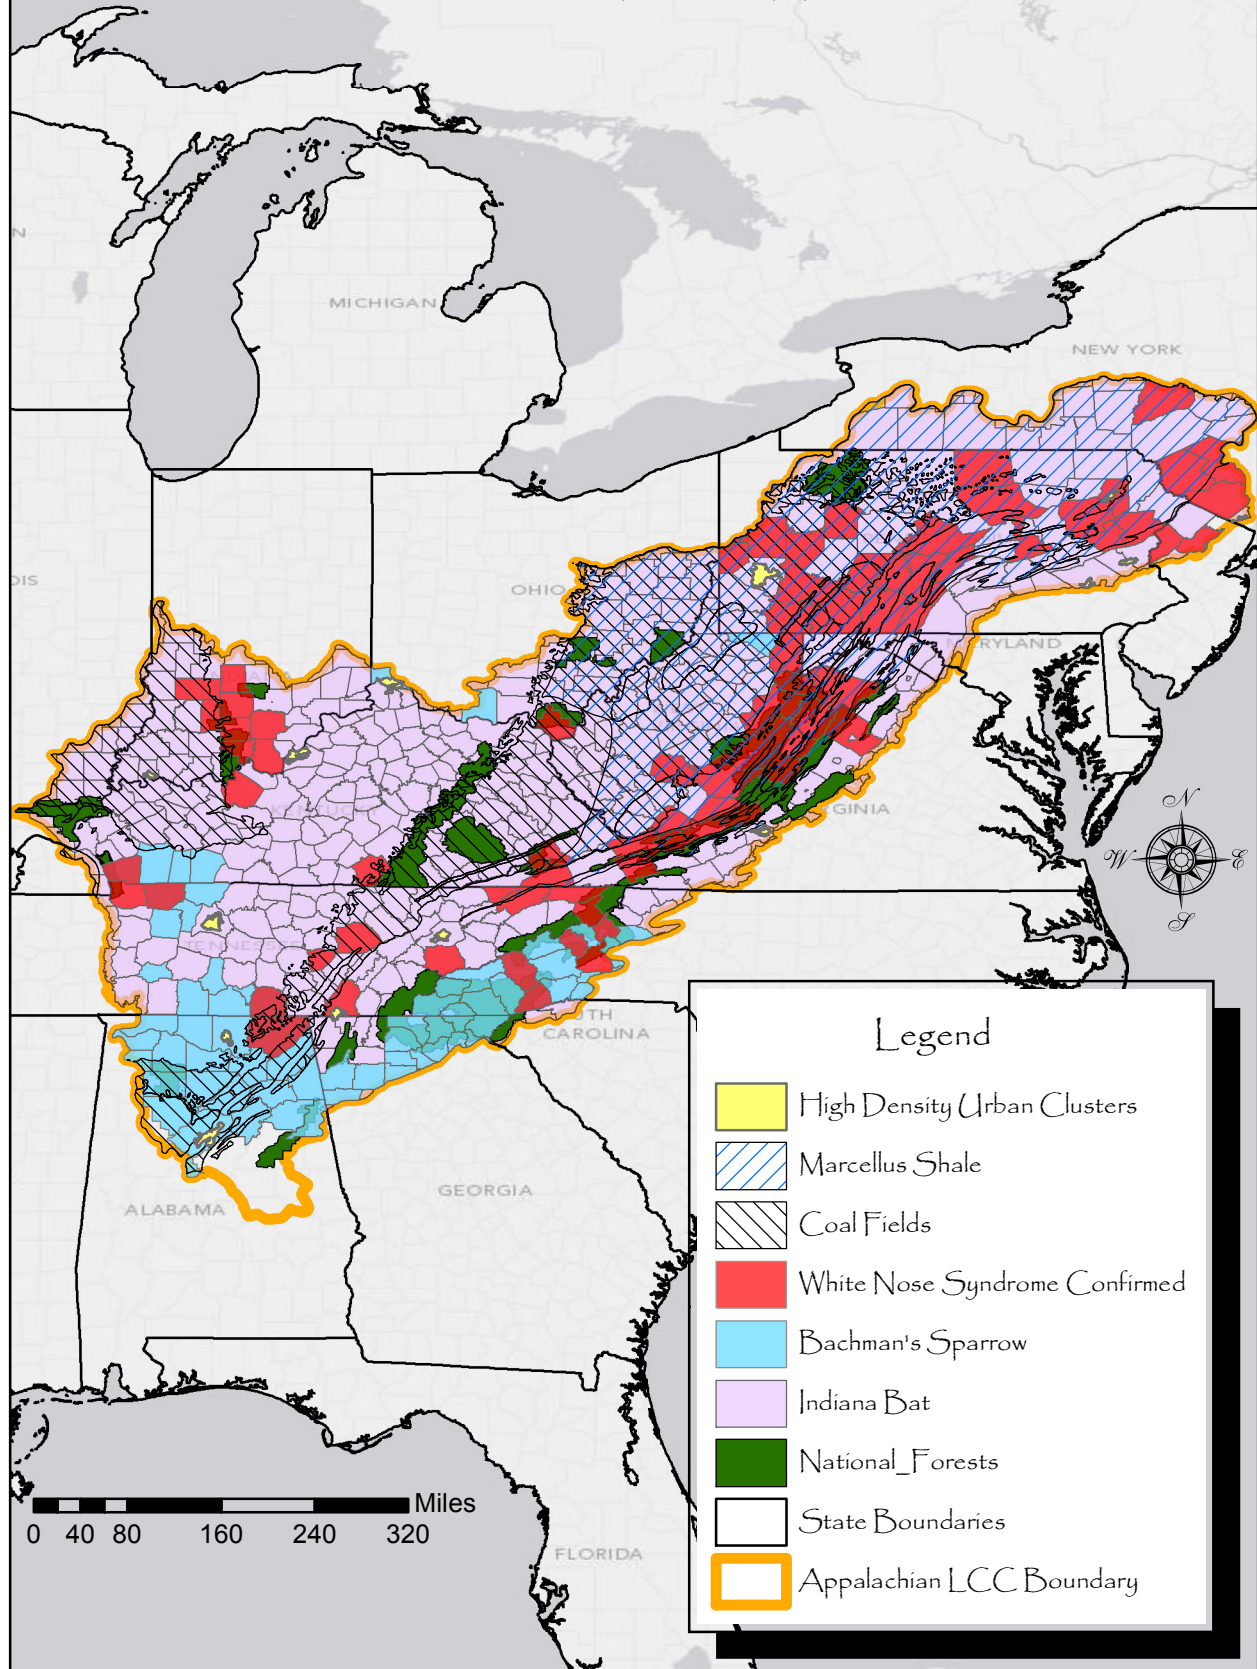 N
MICHIGAN
NEW YORK
DIS
OHIO
RYLAND
KENTUCKY
GINIA
TENNESSEE
TH
CAROLINA
N
W
E
S
ALABAMA
GEORGIA
FLORIDA
Legend
High Density Urban Clusters
Marcellus Shale
Coal Fields
White Nose Syndrome Confirmed
Bachman's Sparrow
Indiana Bat
National_Forests
State Boundaries
Appalachian LCC Boundary
Miles
0 40 80 160 240 320